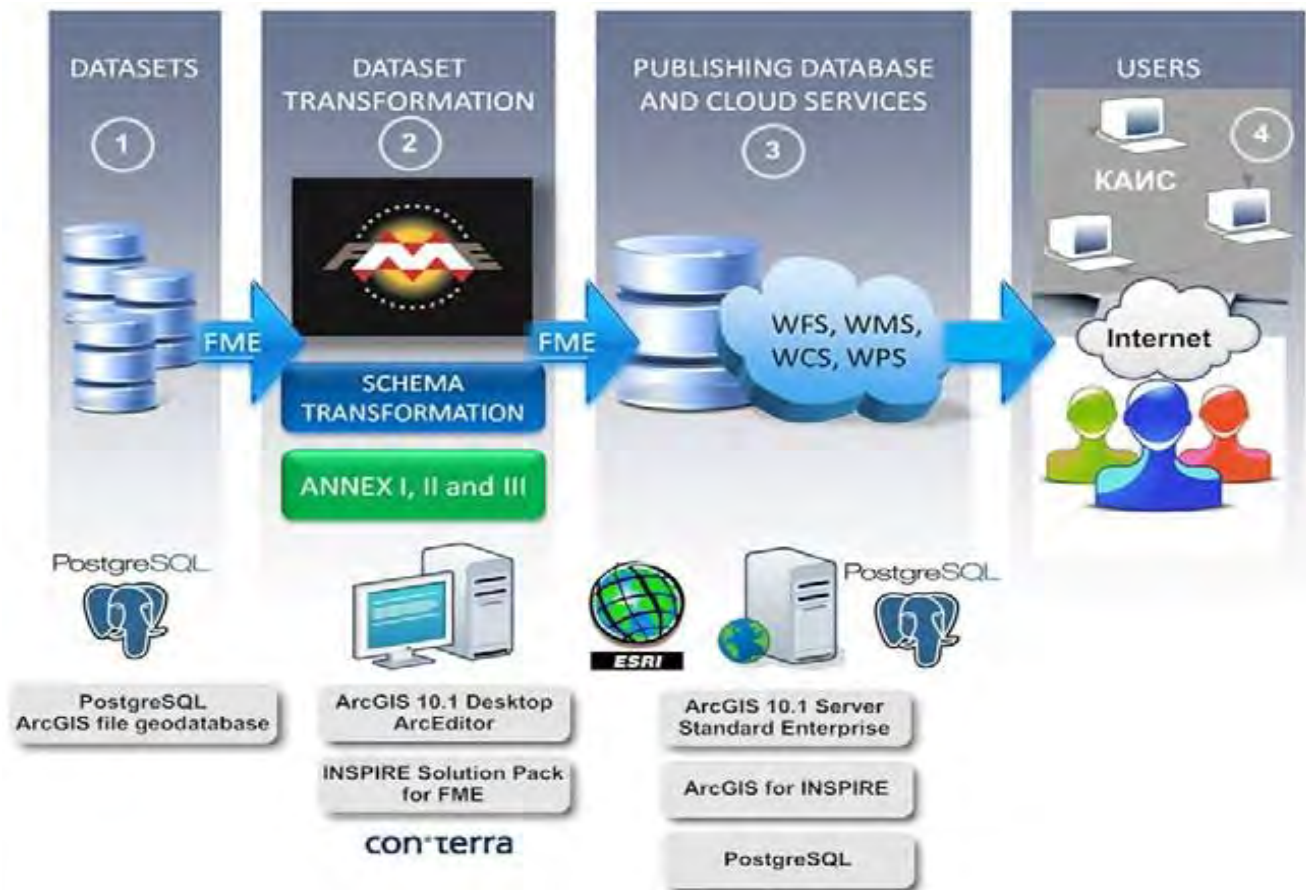 DATASETS
1
DATASET
TRANSFORMATION
2
PUBLISHING DATABASE
AND CLOUD SERVICES
3
USERS
4
КАИС
FME
FME
FME
WFS, WMS,
WCS, WPS
Internet
SCHEMA
TRANSFORMATION
ANNEX I, II and III
PostgreSQL
ESRI
PostgreSQL
PostgreSQL
ArcGIS file geodatabase
ArcGIS 10.1 Desktop
ArcEditor
INSPIRE Solution Pack
for FME
con terra
ArcGIS 10.1 Server
Standard Enterprise
ArcGIS for INSPIRE
PostgreSQL